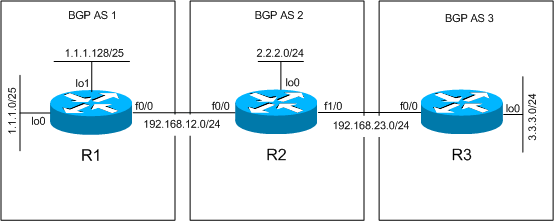 BGP AS 1
BGP AS 2
BGP AS 3
1.1.1.128/25
2.2.2.0/24
lo1
lo0
1.1.1.0/25
lo0
f0/0
f0/0
f1/0
f0/0
lo0
3.3.3.0/24
192.168.12.0/24
192.168.23.0/24
R1
R2
R3